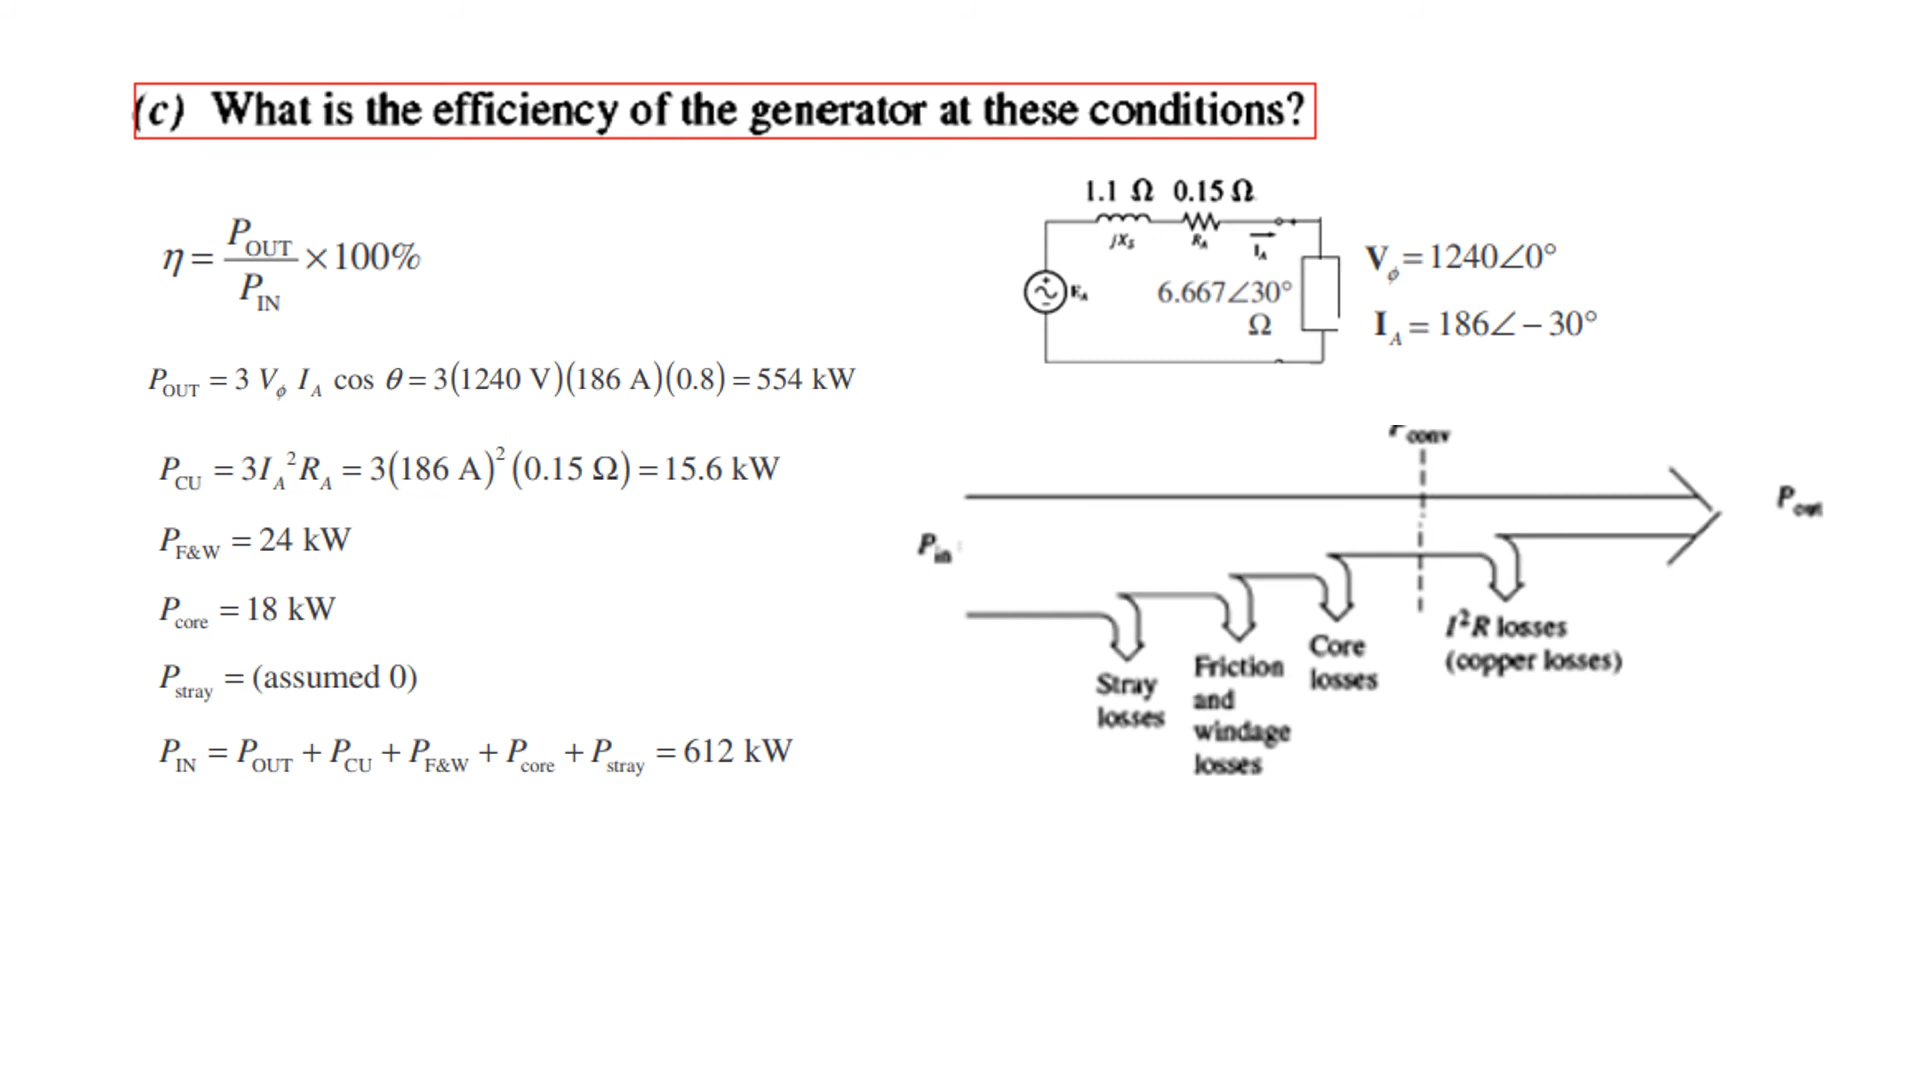 (c) What is the efficiency of the generator at these conditions?
η = P_OUT / P_IN × 100%
P_OUT = 3 V_ϕ I_A cos θ = 3(1240 V)(186 A)(0.8) = 554 kW
P_CU = 3I_A² R_A = 3(186 A)² (0.15 Ω) = 15.6 kW
P_F&W = 24 kW
P_core = 18 kW
P_stray = (assumed 0)
P_IN = P_OUT + P_CU + P_F&W + P_core + P_stray = 612 kW
1.1 Ω 0.15 Ω
jX_S R_A I_A
E_A
6.667∠30°
Ω
V_ϕ = 1240∠0°
I_A = 186∠−30°
P_conv
P_out
P_in
Stray
losses
Friction
and
windage
losses
Core
losses
I²R losses
(copper losses)